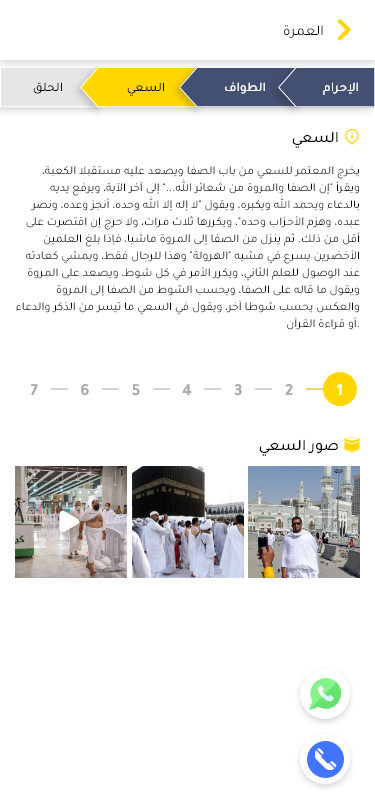 العمرة
الإحرام
الطواف
السعي
الحلق
السعي
يخرج المعتمر للسعي من باب الصفا ويصعد عليه مستقبلا الكعبة،
ويقرأ "إن الصفا والمروة من شعائر الله..." إلى آخر الآية، ويرفع يديه
بالدعاء ويحمد الله ويكبره، ويقول "لا إله إلا الله وحده، أنجز وعده، ونصر
عبده، وهزم الأحزاب وحده"، ويكررها ثلاث مرات، ولا حرج إن اقتصرت على
أقل من ذلك. ثم ينزل من الصفا إلى المروة ماشيا، فإذا بلغ العلمين
الأخضرين يسرع في مشيه "الهرولة" وهذا للرجال فقط، ويمشي كعادته
عند الوصول للعلم الثاني، ويكرر الأمر في كل شوط، ويصعد على المروة
ويقول ما قاله على الصفا، ويحسب الشوط من الصفا إلى المروة
والعكس يحسب شوطا آخر، ويقول في السعي ما تيسر من الذكر والدعاء
.أو قراءة القرآن
1 2 3 4 5 6 7
صور السعي